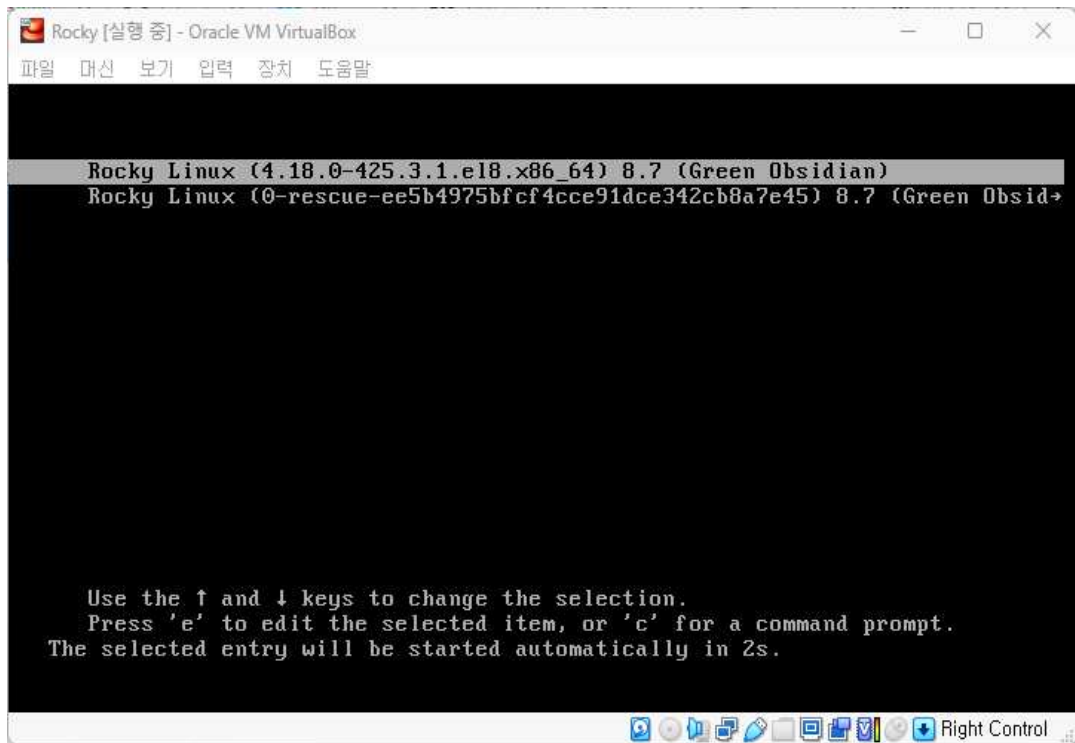 Rocky [실행 중] - Oracle VM VirtualBox
파일 머신 보기 입력 장치 도움말
Rocky Linux (4.18.0-425.3.1.el8.x86_64) 8.7 (Green Obsidian)
Rocky Linux (0-rescue-ee5b4975bfcf4cce91dce342cb8a7e45) 8.7 (Green Obsid→
Use the ↑ and ↓ keys to change the selection.
Press 'e' to edit the selected item, or 'c' for a command prompt.
The selected entry will be started automatically in 2s.
Right Control